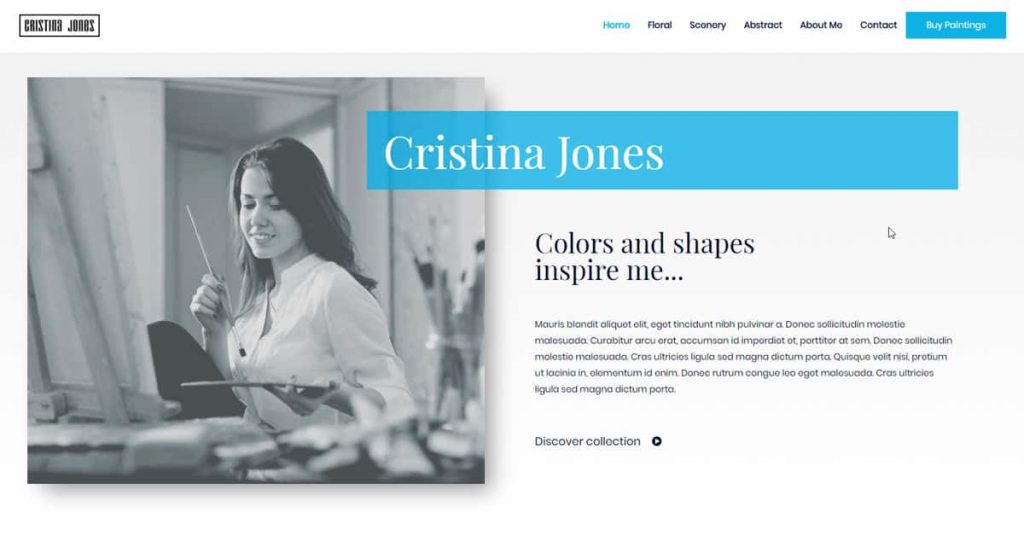 CRISTINA JONES
Home Floral Scenery Abstract About Me Contact Buy Paintings
Cristina Jones
Colors and shapes
inspire me...
Mauris blandit aliquet elit, eget tincidunt nibh pulvinar a. Donec sollicitudin molestie
malesuada. Curabitur arcu erat, accumsan id imperdiet et, porttitor at sem. Donec sollicitudin
molestie malesuada. Cras ultricies ligula sed magna dictum porta. Quisque velit nisi, pretium
ut lacinia in, elementum id enim. Donec rutrum congue leo eget malesuada. Cras ultricies
ligula sed magna dictum porta.
Discover collection